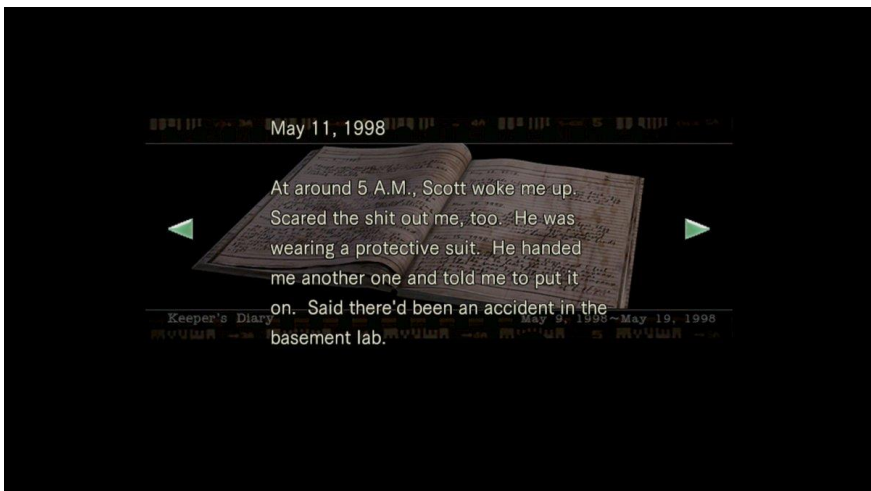 May 11, 1998
At around 5 A.M., Scott woke me up.
Scared the shit out me, too. He was
wearing a protective suit. He handed
me another one and told me to put it
on. Said there'd been an accident in the
Keeper's Diary
May 9, 1998~May 19, 1998
basement lab.